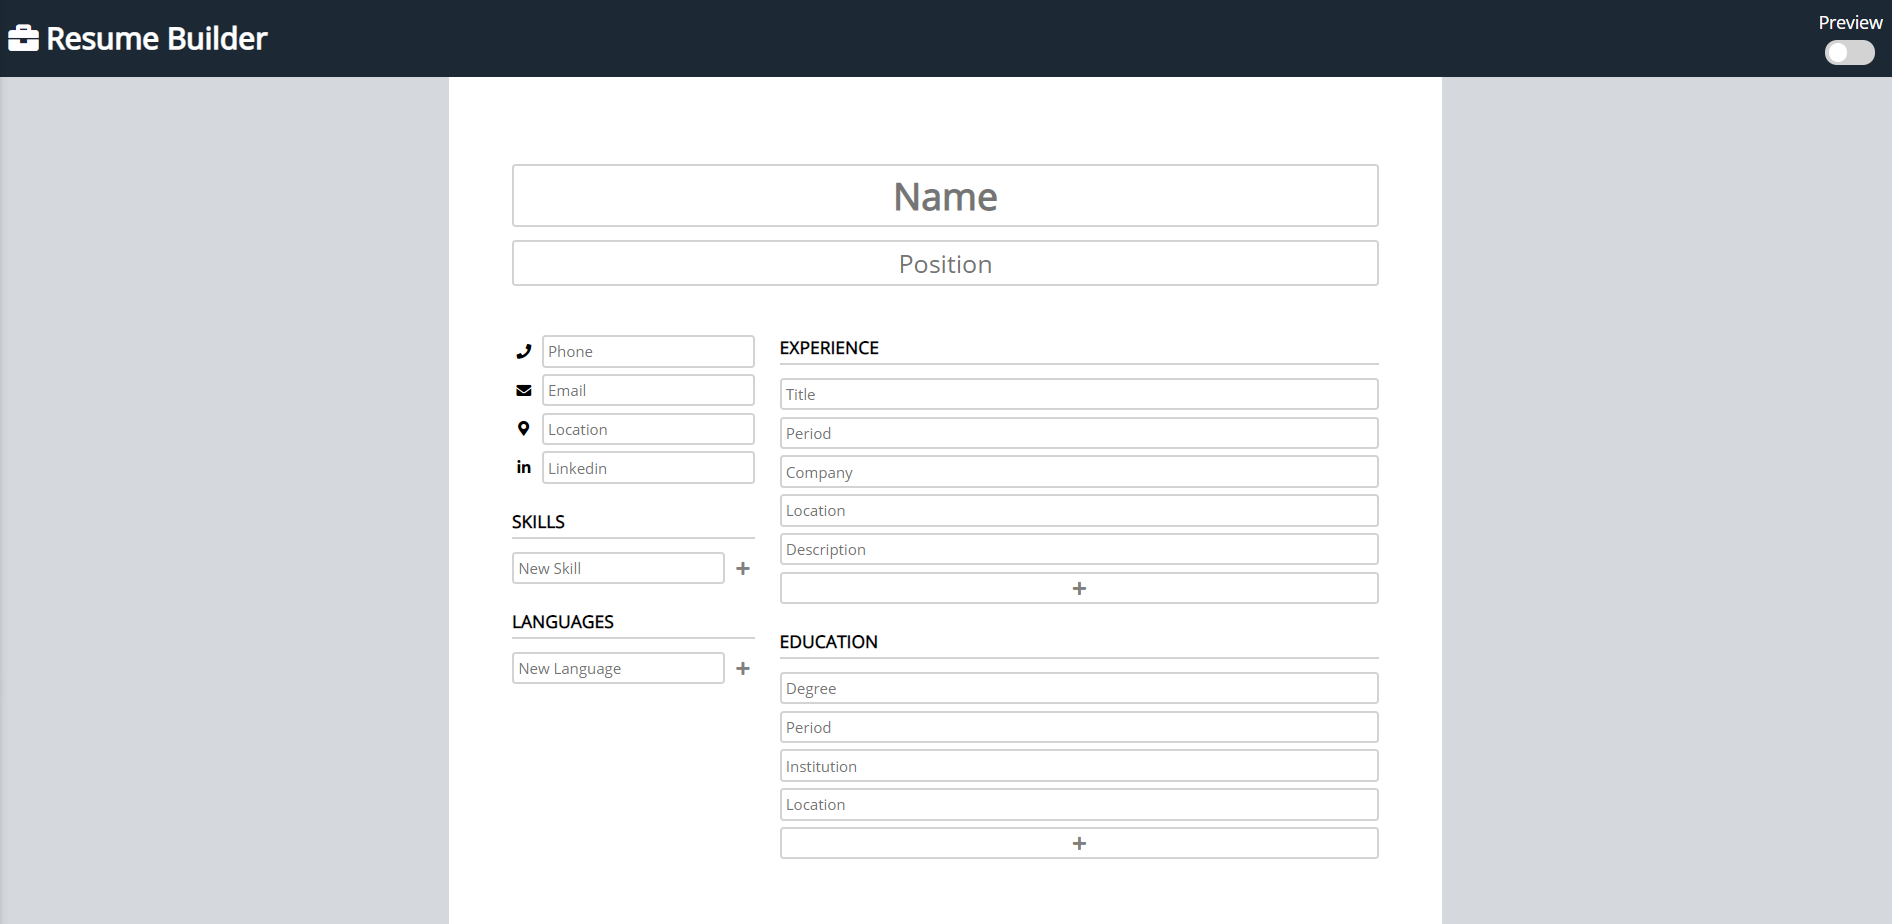 Resume Builder
Preview
Name
Position
Phone
Email
Location
Linkedin
SKILLS
New Skill
+
LANGUAGES
New Language
+
EXPERIENCE
Title
Period
Company
Location
Description
+
EDUCATION
Degree
Period
Institution
Location
+